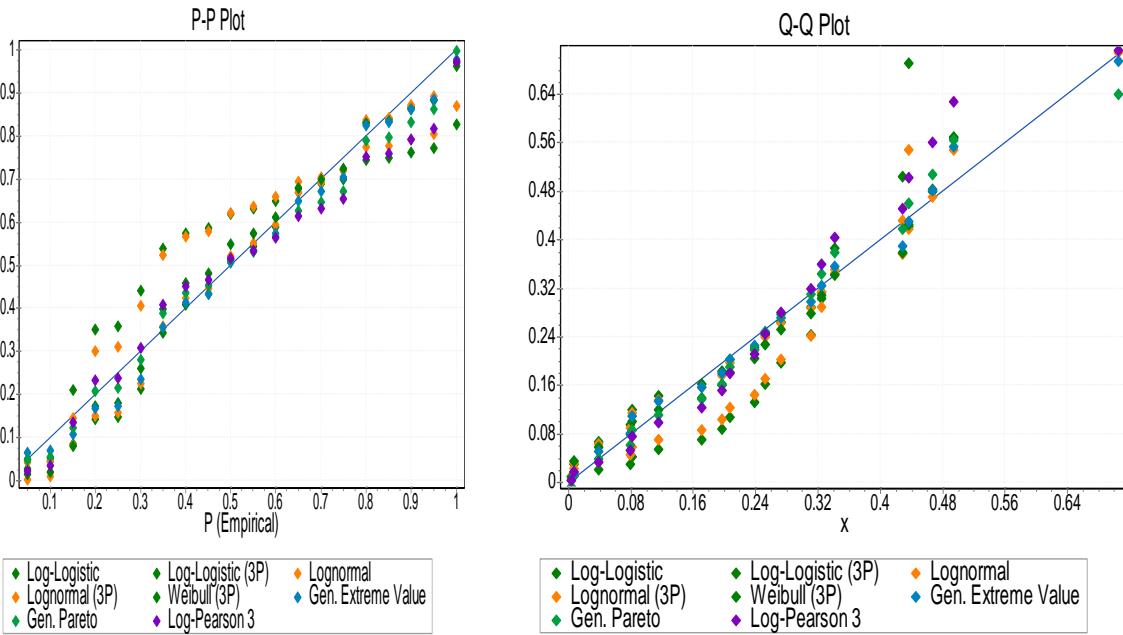 P-P Plot
1
0.9
0.8
0.7
0.6
0.5
0.4
0.3
0.2
0.1
0
0.1 0.2 0.3 0.4 0.5 0.6 0.7 0.8 0.9 1
P (Empirical)
Log-Logistic Log-Logistic (3P) Lognormal
Lognormal (3P) Weibull (3P) Gen. Extreme Value
Gen. Pareto Log-Pearson 3
Q-Q Plot
0.64
0.56
0.48
0.4
0.32
0.24
0.16
0.08
0
0 0.08 0.16 0.24 0.32 0.4 0.48 0.56 0.64
x
Log-Logistic Log-Logistic (3P) Lognormal
Lognormal (3P) Weibull (3P) Gen. Extreme Value
Gen. Pareto Log-Pearson 3